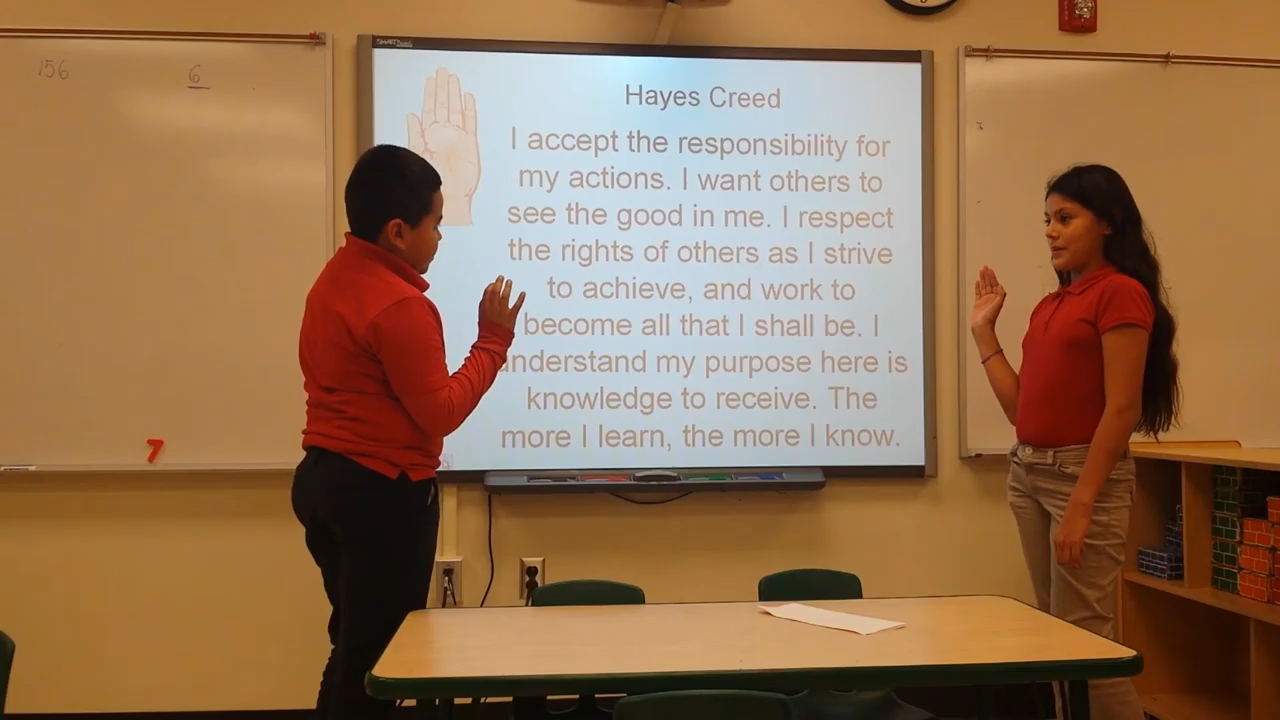 156
6
SMART Board
Hayes Creed
I accept the responsibility for
my actions. I want others to
see the good in me. I respect
the rights of others as I strive
to achieve, and work to
become all that I shall be. I
understand my purpose here is
knowledge to receive. The
more I learn, the more I know.
7